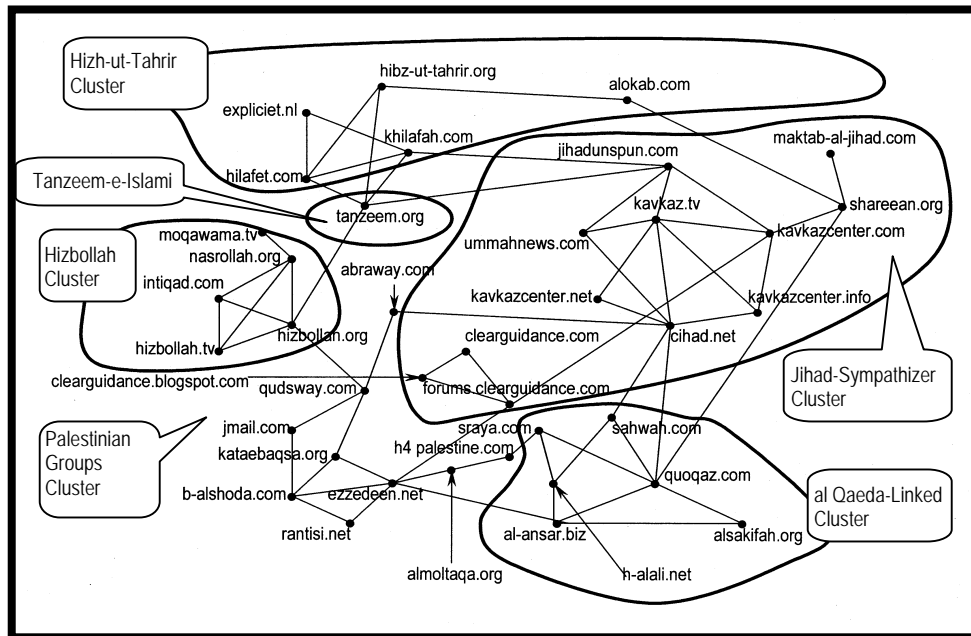 Hizh-ut-Tahrir
Cluster
hibz-ut-tahrir.org
alokab.com
expliciet.nl
khilafah.com
maktab-al-jihad.com
jihadunspun.com
hilafet.com
Tanzeem-e-Islami
tanzeem.org
kavkaz.tv
shareean.org
moqawama.tv
ummahnews.com
kavkazcenter.com
Hizbollah
Cluster
nasrollah.org
abraway.com
intiqad.com
kavkazcenter.net
kavkazcenter.info
hizbollah.org
cihad.net
hizbollah.tv
clearguidance.com
clearguidance.blogspot.com
qudsway.com
forums.clearguidance.com
Jihad-Sympathizer
Cluster
Palestinian
Groups
Cluster
jmail.com
sraya.com
sahwah.com
kataebaqsa.org
h4 palestine.com
quoqaz.com
al Qaeda-Linked
Cluster
b-alshoda.com
ezzedeen.net
rantisi.net
al-ansar.biz
alsakifah.org
almoltaqa.org
h-alali.net